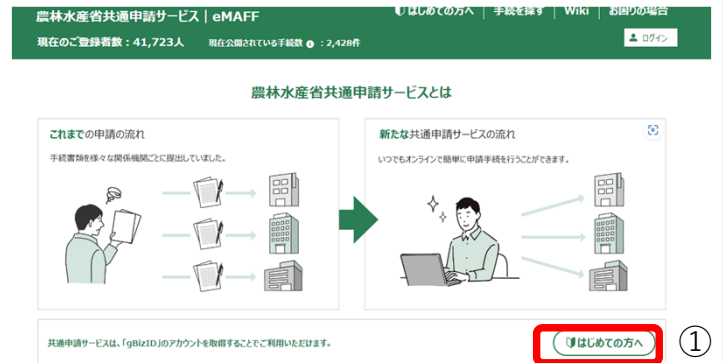 農林水産省共通申請サービス | eMAFF
はじめての方へ | 手続を探す | Wiki | お困りの場合
現在のご登録者数：41,723人 現在公開されている手続数 ：2,428件
ログイン
農林水産省共通申請サービスとは
これまでの申請の流れ
手続書類を様々な関係機関ごとに提出していました。
新たな共通申請サービスの流れ
いつでもオンラインで簡単に申請手続を行うことができます。
共通申請サービスは、「gBizID」のアカウントを取得することでご利用いただけます。
はじめての方へ
①